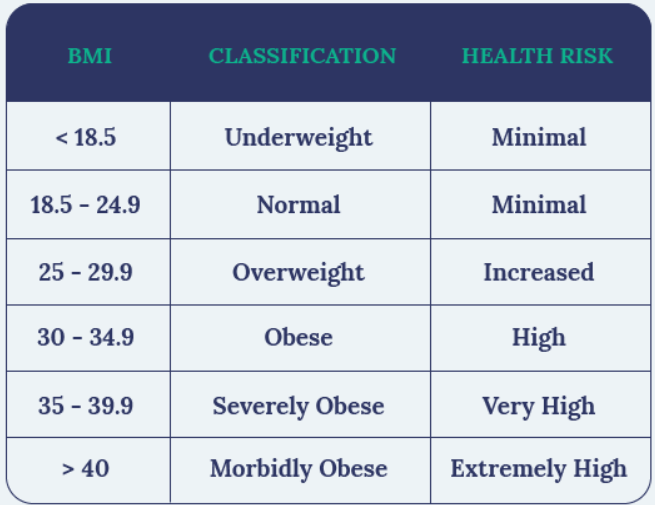 BMI CLASSIFICATION HEALTH RISK
< 18.5 Underweight Minimal
18.5 - 24.9 Normal Minimal
25 - 29.9 Overweight Increased
30 - 34.9 Obese High
35 - 39.9 Severely Obese Very High
> 40 Morbidly Obese Extremely High